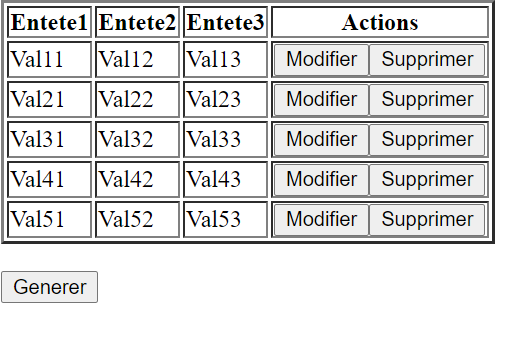 Entete1 Entete2 Entete3 Actions
Val11 Val12 Val13 Modifier Supprimer
Val21 Val22 Val23 Modifier Supprimer
Val31 Val32 Val33 Modifier Supprimer
Val41 Val42 Val43 Modifier Supprimer
Val51 Val52 Val53 Modifier Supprimer
Generer